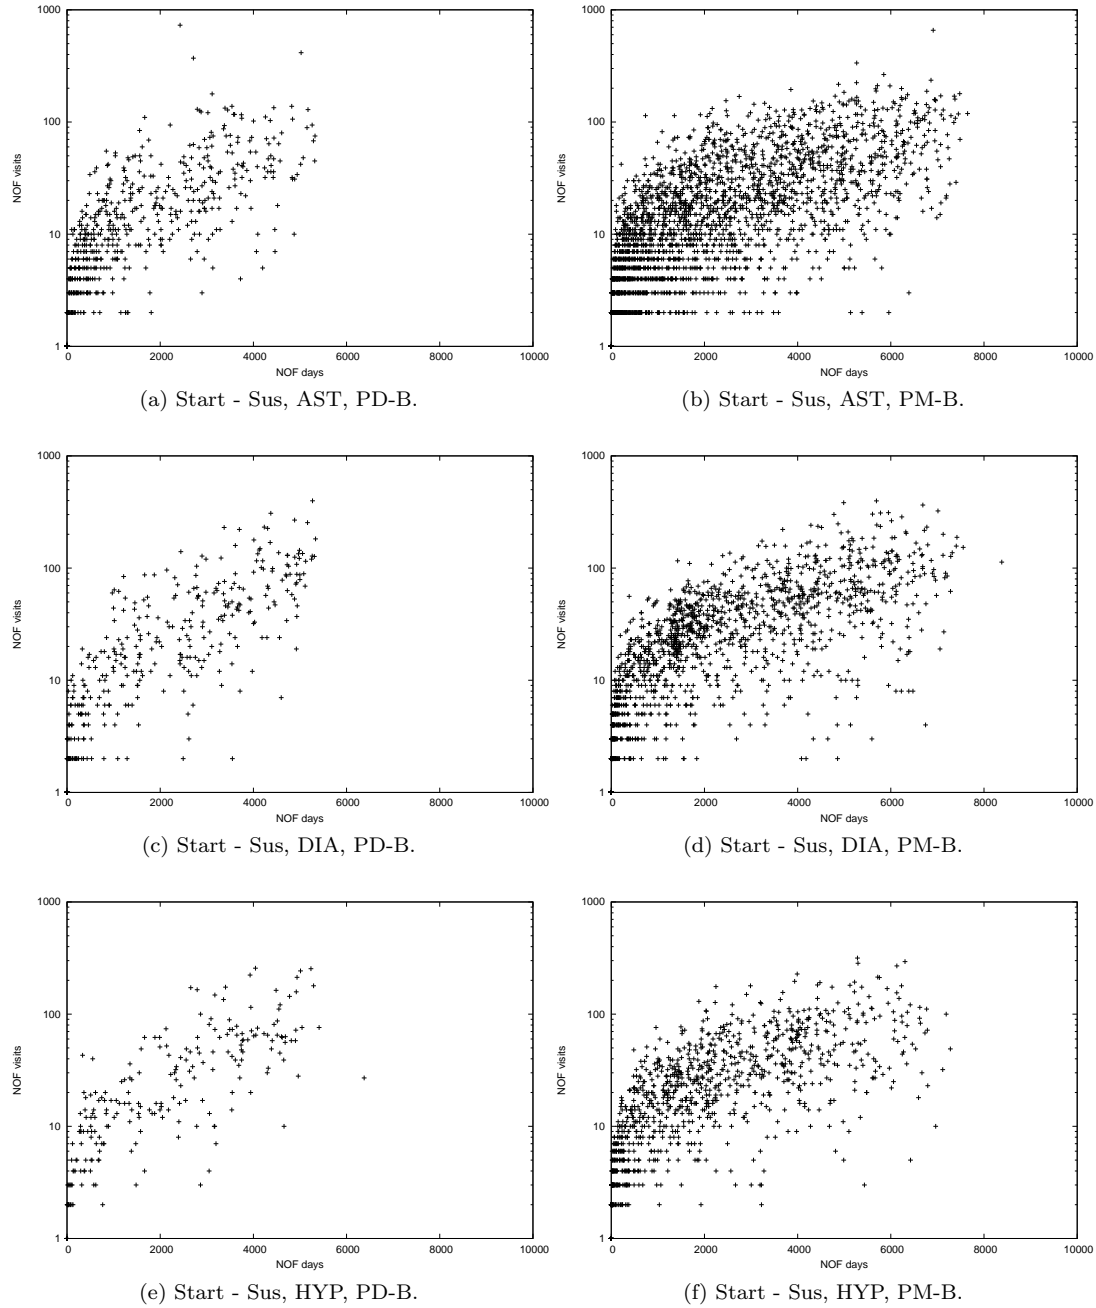 1000
100
10
1
0 2000 4000 6000 8000 10000
NOF visits
NOF days
(a) Start - Sus, AST, PD-B.
1000
100
10
1
0 2000 4000 6000 8000 10000
NOF visits
NOF days
(b) Start - Sus, AST, PM-B.
1000
100
10
1
0 2000 4000 6000 8000 10000
NOF visits
NOF days
(c) Start - Sus, DIA, PD-B.
1000
100
10
1
0 2000 4000 6000 8000 10000
NOF visits
NOF days
(d) Start - Sus, DIA, PM-B.
1000
100
10
1
0 2000 4000 6000 8000 10000
NOF visits
NOF days
(e) Start - Sus, HYP, PD-B.
1000
100
10
1
0 2000 4000 6000 8000 10000
NOF visits
NOF days
(f) Start - Sus, HYP, PM-B.